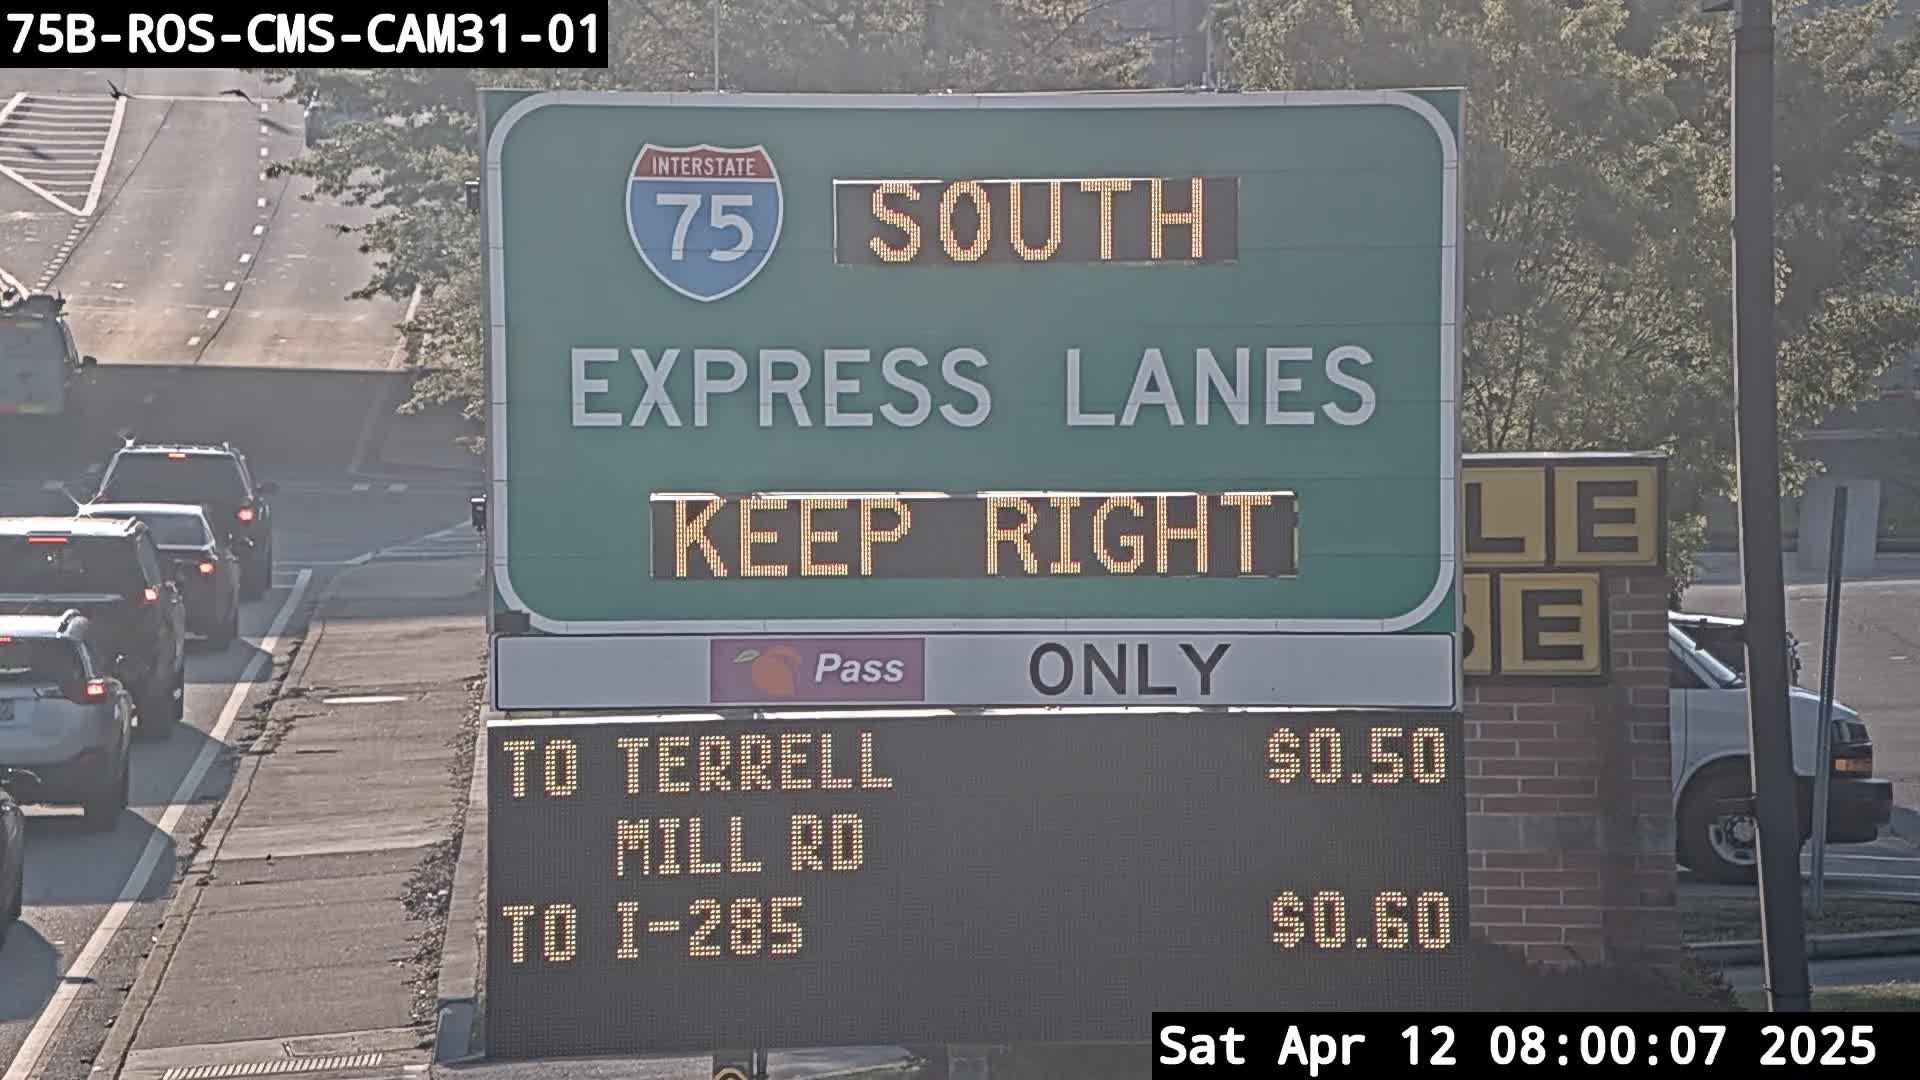 75B-ROS-CMS-CAM31-01
INTERSTATE
75
SOUTH
EXPRESS LANES
KEEP RIGHT
Pass ONLY
TO TERRELL $0.50
MILL RD
TO I-285 $0.60
LE
E
Sat Apr 12 08:00:07 2025